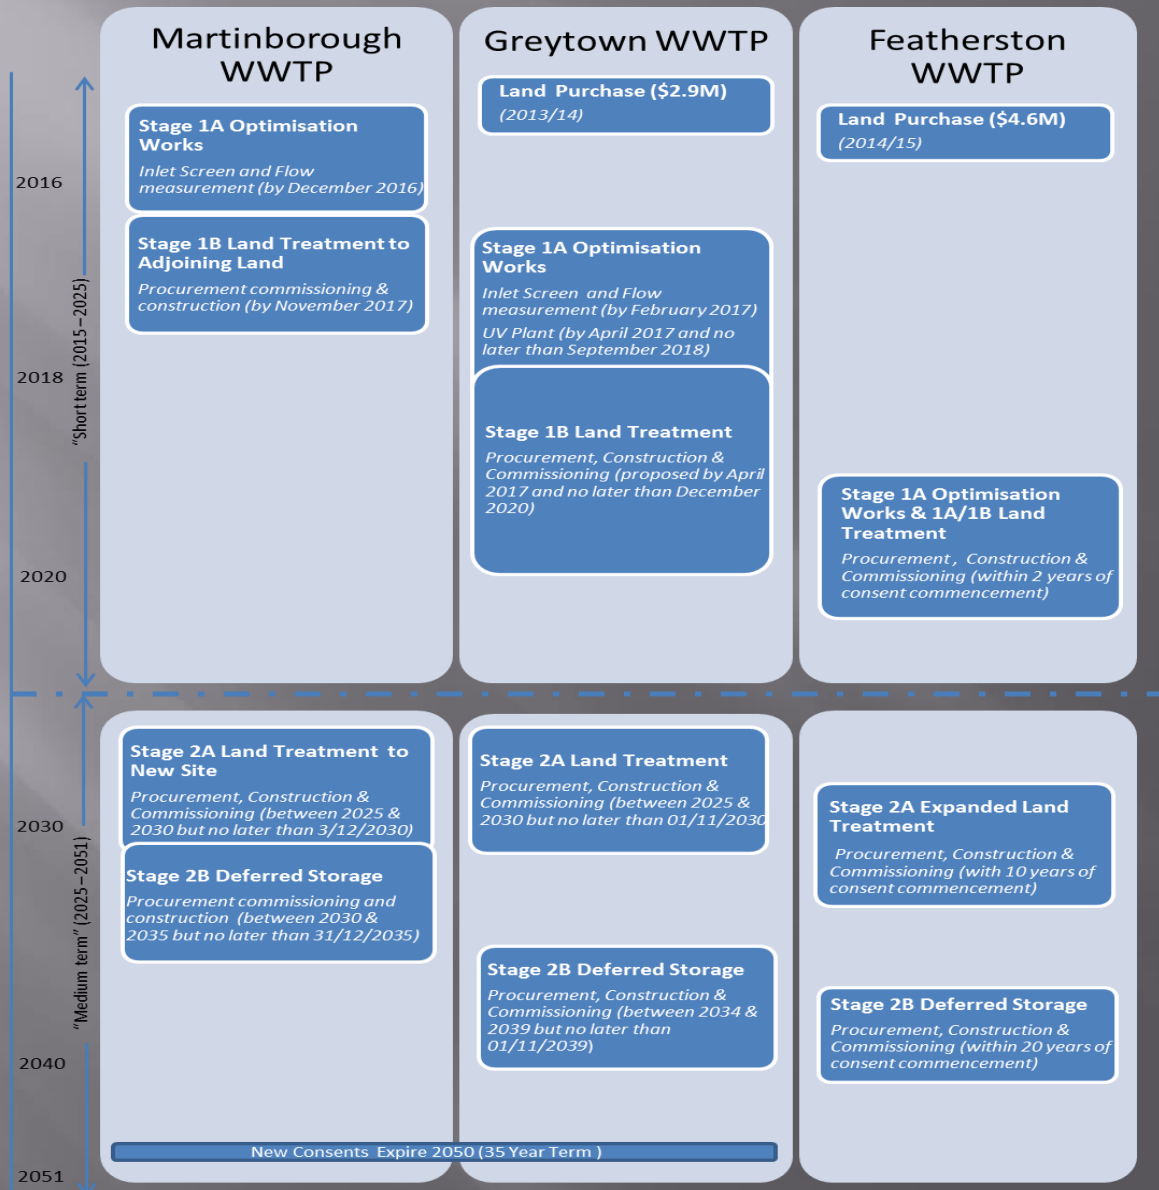 Martinborough
WWTP
Stage 1A Optimisation
Works
Inlet Screen and Flow
measurement (by December 2016)
Stage 1B Land Treatment to
Adjoining Land
Procurement commissioning &
construction (by November 2017)
Greytown WWTP
Land Purchase ($2.9M)
(2013/14)
Stage 1A Optimisation
Works
Inlet Screen and Flow
measurement (by February 2017)
UV Plant (by April 2017 and no
later than September 2018)
Stage 1B Land Treatment
Procurement, Construction &
Commissioning (proposed by April
2017 and no later than December
2020)
Featherston
WWTP
Land Purchase ($4.6M)
(2014/15)
Stage 1A Optimisation
Works & 1A/1B Land
Treatment
Procurement , Construction &
Commissioning (within 2 years of
consent commencement)
2016
2018
2020
"Short term (2015–2025)
Stage 2A Land Treatment to
New Site
Procurement, Construction &
Commissioning (between 2025 &
2030 but no later than 3/12/2030)
Stage 2B Deferred Storage
Procurement commissioning and
construction (between 2030 &
2035 but no later than 31/12/2035)
Stage 2A Land Treatment
Procurement, Construction &
Commissioning (between 2025 &
2030 but no later than 01/11/2030
Stage 2B Deferred Storage
Procurement, Construction &
Commissioning (between 2034 &
2039 but no later than
01/11/2039)
Stage 2A Expanded Land
Treatment
Procurement, Construction &
Commissioning (with 10 years of
consent commencement)
Stage 2B Deferred Storage
Procurement, Construction &
Commissioning (within 20 years of
consent commencement)
2030
2040
2051
"Medium term" (2025–2051)
New Consents Expire 2050 (35 Year Term )